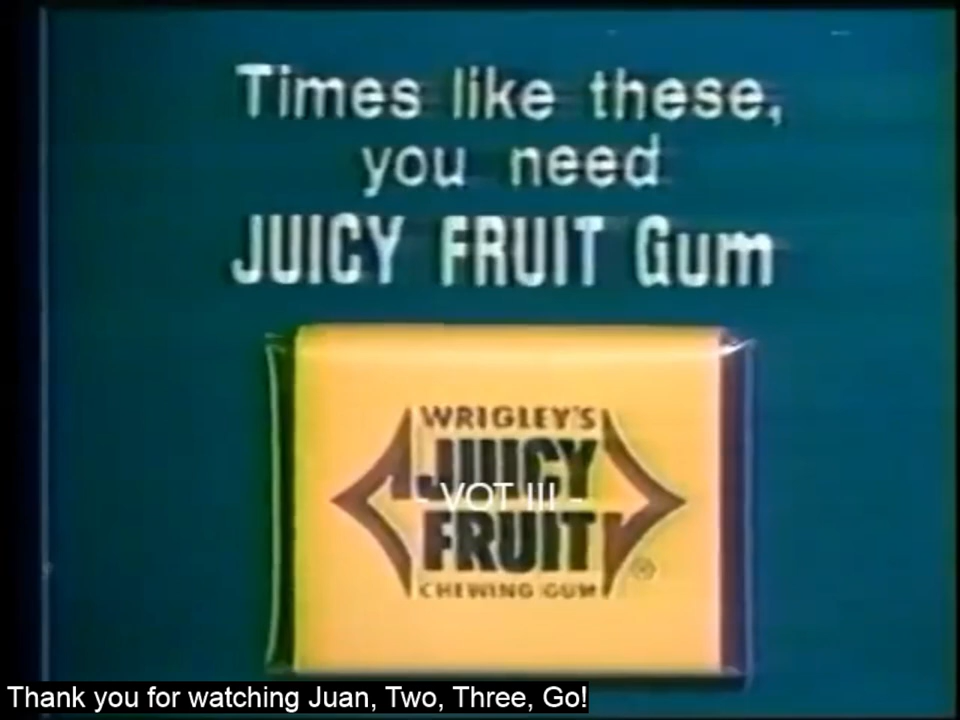 Times like these,
you need
JUICY FRUIT Gum
WRIGLEY'S
JUICY
- VOT III -
FRUIT
®
CHEWING GUM
Thank you for watching Juan, Two, Three, Go!